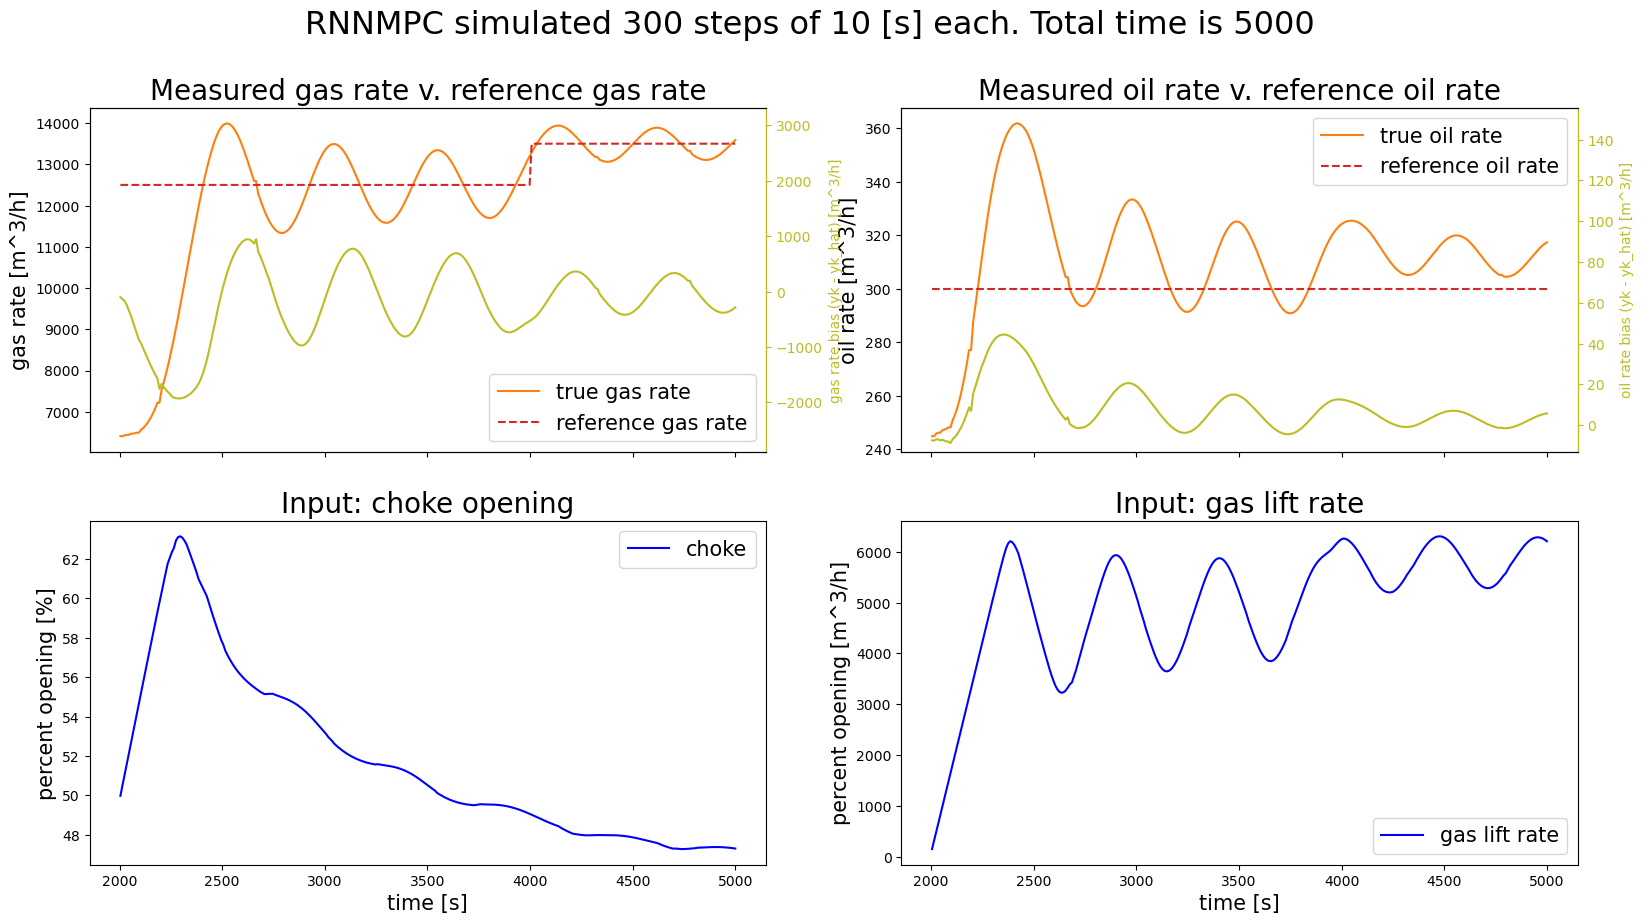 RNNMPC simulated 300 steps of 10 [s] each. Total time is 5000
Measured gas rate v. reference gas rate
gas rate [m^3/h]
14000
13000
12000
11000
10000
9000
8000
7000
3000
2000
1000
0
−1000
−2000
gas rate bias (yk - yk_hat) [m^3/h]
true gas rate
reference gas rate
Measured oil rate v. reference oil rate
oil rate [m^3/h]
360
340
320
300
280
260
240
140
120
100
80
60
40
20
0
oil rate bias (yk - yk_hat) [m^3/h]
true oil rate
reference oil rate
Input: choke opening
percent opening [%]
62
60
58
56
54
52
50
48
choke
2000 2500 3000 3500 4000 4500 5000
time [s]
Input: gas lift rate
percent opening [m^3/h]
6000
5000
4000
3000
2000
1000
0
gas lift rate
2000 2500 3000 3500 4000 4500 5000
time [s]